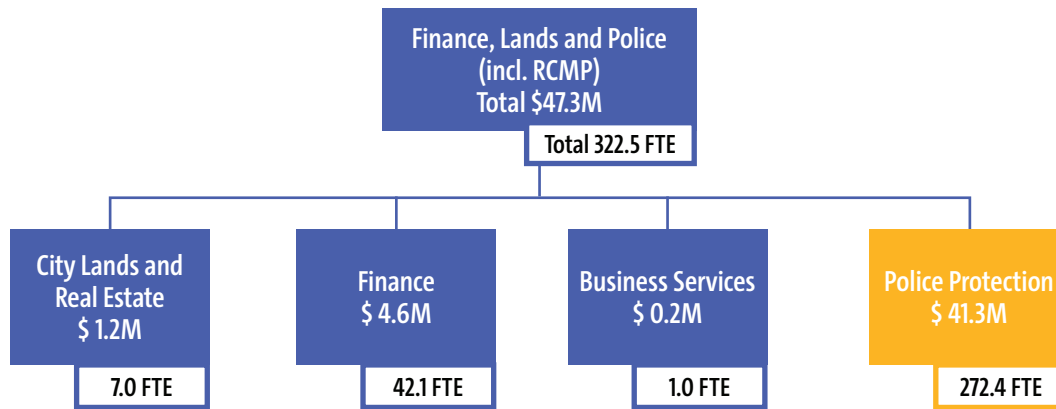 Finance, Lands and Police
(incl. RCMP)
Total $47.3M
Total 322.5 FTE
City Lands and
Real Estate
$ 1.2M
7.0 FTE
Finance
$ 4.6M
42.1 FTE
Business Services
$ 0.2M
1.0 FTE
Police Protection
$ 41.3M
272.4 FTE